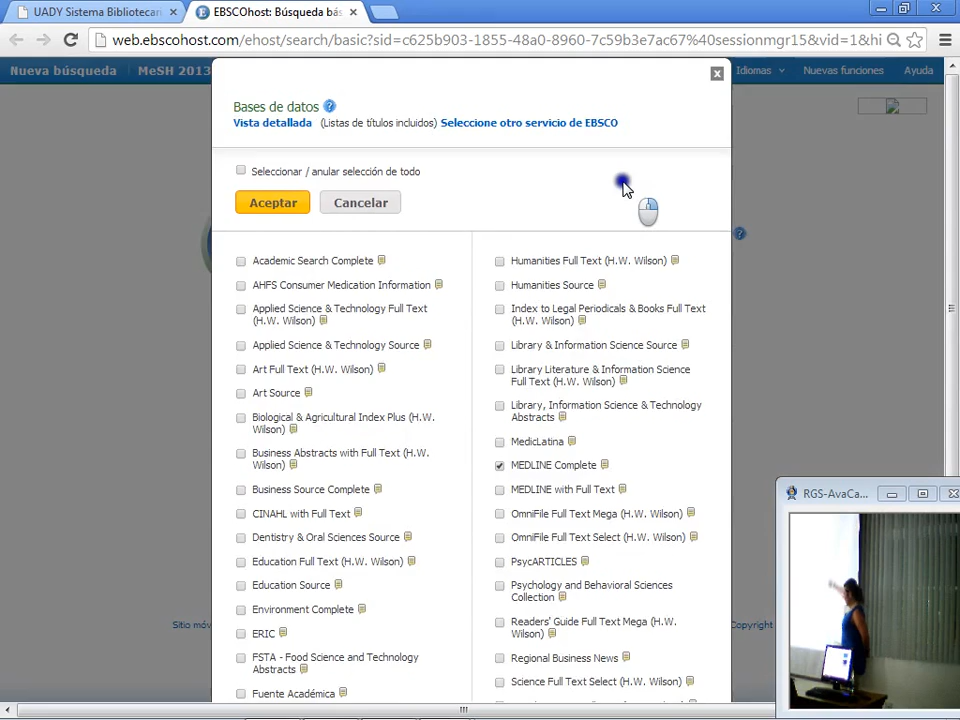 UADY Sistema Bibliotecari
EBSCOhost: Búsqueda bás
web.ebscohost.com/ehost/search/basic?sid=c625b903-1855-48a0-8960-7c59b3e7ac67%40sessionmgr15&vid=1&hi
Nueva búsqueda MeSH 2013
Idiomas Nuevas funciones Ayuda
Bases de datos
Vista detallada (Listas de títulos incluidos) Seleccione otro servicio de EBSCO
Seleccionar / anular selección de todo
Aceptar Cancelar
Academic Search Complete
AHFS Consumer Medication Information
Applied Science & Technology Full Text
(H.W. Wilson)
Applied Science & Technology Source
Art Full Text (H.W. Wilson)
Art Source
Biological & Agricultural Index Plus (H.W.
Wilson)
Business Abstracts with Full Text (H.W.
Wilson)
Business Source Complete
CINAHL with Full Text
Dentistry & Oral Sciences Source
Education Full Text (H.W. Wilson)
Education Source
Environment Complete
ERIC
FSTA - Food Science and Technology
Abstracts
Fuente Académica
Humanities Full Text (H.W. Wilson)
Humanities Source
Index to Legal Periodicals & Books Full Text
(H.W. Wilson)
Library & Information Science Source
Library Literature & Information Science
Full Text (H.W. Wilson)
Library, Information Science & Technology
Abstracts
MedicLatina
MEDLINE Complete
MEDLINE with Full Text
OmniFile Full Text Mega (H.W. Wilson)
OmniFile Full Text Select (H.W. Wilson)
PsycARTICLES
Psychology and Behavioral Sciences
Collection
Readers' Guide Full Text Mega (H.W.
Wilson)
Regional Business News
Science Full Text Select (H.W. Wilson)
Sitio móv
Copyright
RGS-AvaCa...